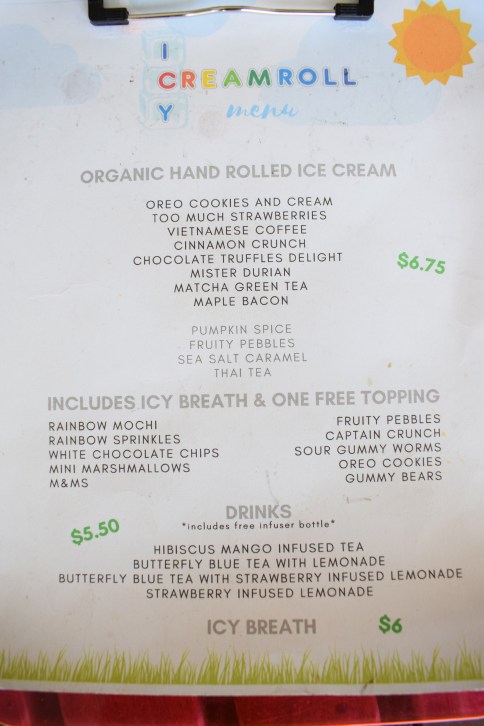 ICY
CREAMROLL
menu
ORGANIC HAND ROLLED ICE CREAM
OREO COOKIES AND CREAM
TOO MUCH STRAWBERRIES
VIETNAMESE COFFEE
CINNAMON CRUNCH
CHOCOLATE TRUFFLES DELIGHT
MISTER DURIAN
MATCHA GREEN TEA
MAPLE BACON
$6.75
PUMPKIN SPICE
FRUITY PEBBLES
SEA SALT CARAMEL
THAI TEA
INCLUDES ICY BREATH & ONE FREE TOPPING
RAINBOW MOCHI
RAINBOW SPRINKLES
WHITE CHOCOLATE CHIPS
MINI MARSHMALLOWS
M&MS
FRUITY PEBBLES
CAPTAIN CRUNCH
SOUR GUMMY WORMS
OREO COOKIES
GUMMY BEARS
DRINKS
*includes free infuser bottle*
$5.50
HIBISCUS MANGO INFUSED TEA
BUTTERFLY BLUE TEA WITH LEMONADE
BUTTERFLY BLUE TEA WITH STRAWBERRY INFUSED LEMONADE
STRAWBERRY INFUSED LEMONADE
ICY BREATH $6